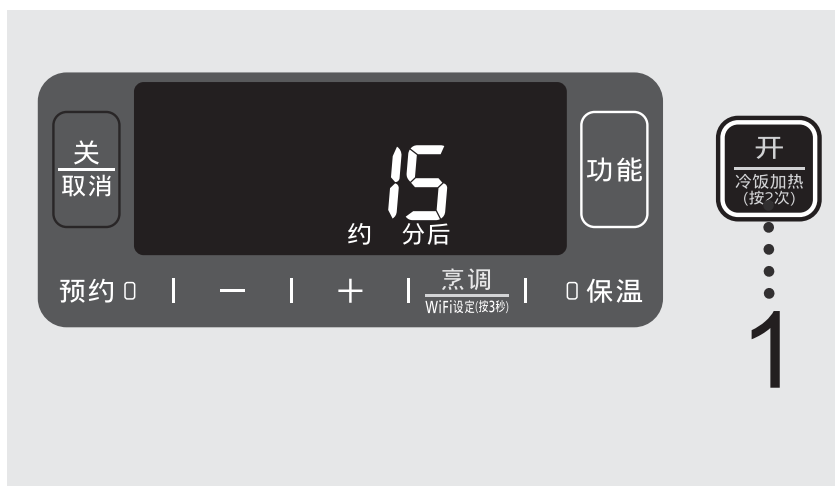 关
取消
15
约 分后
功能
预约 — + 烹调 保温
WiFi设定(按3秒)
开
冷饭加热
(按2次)
1